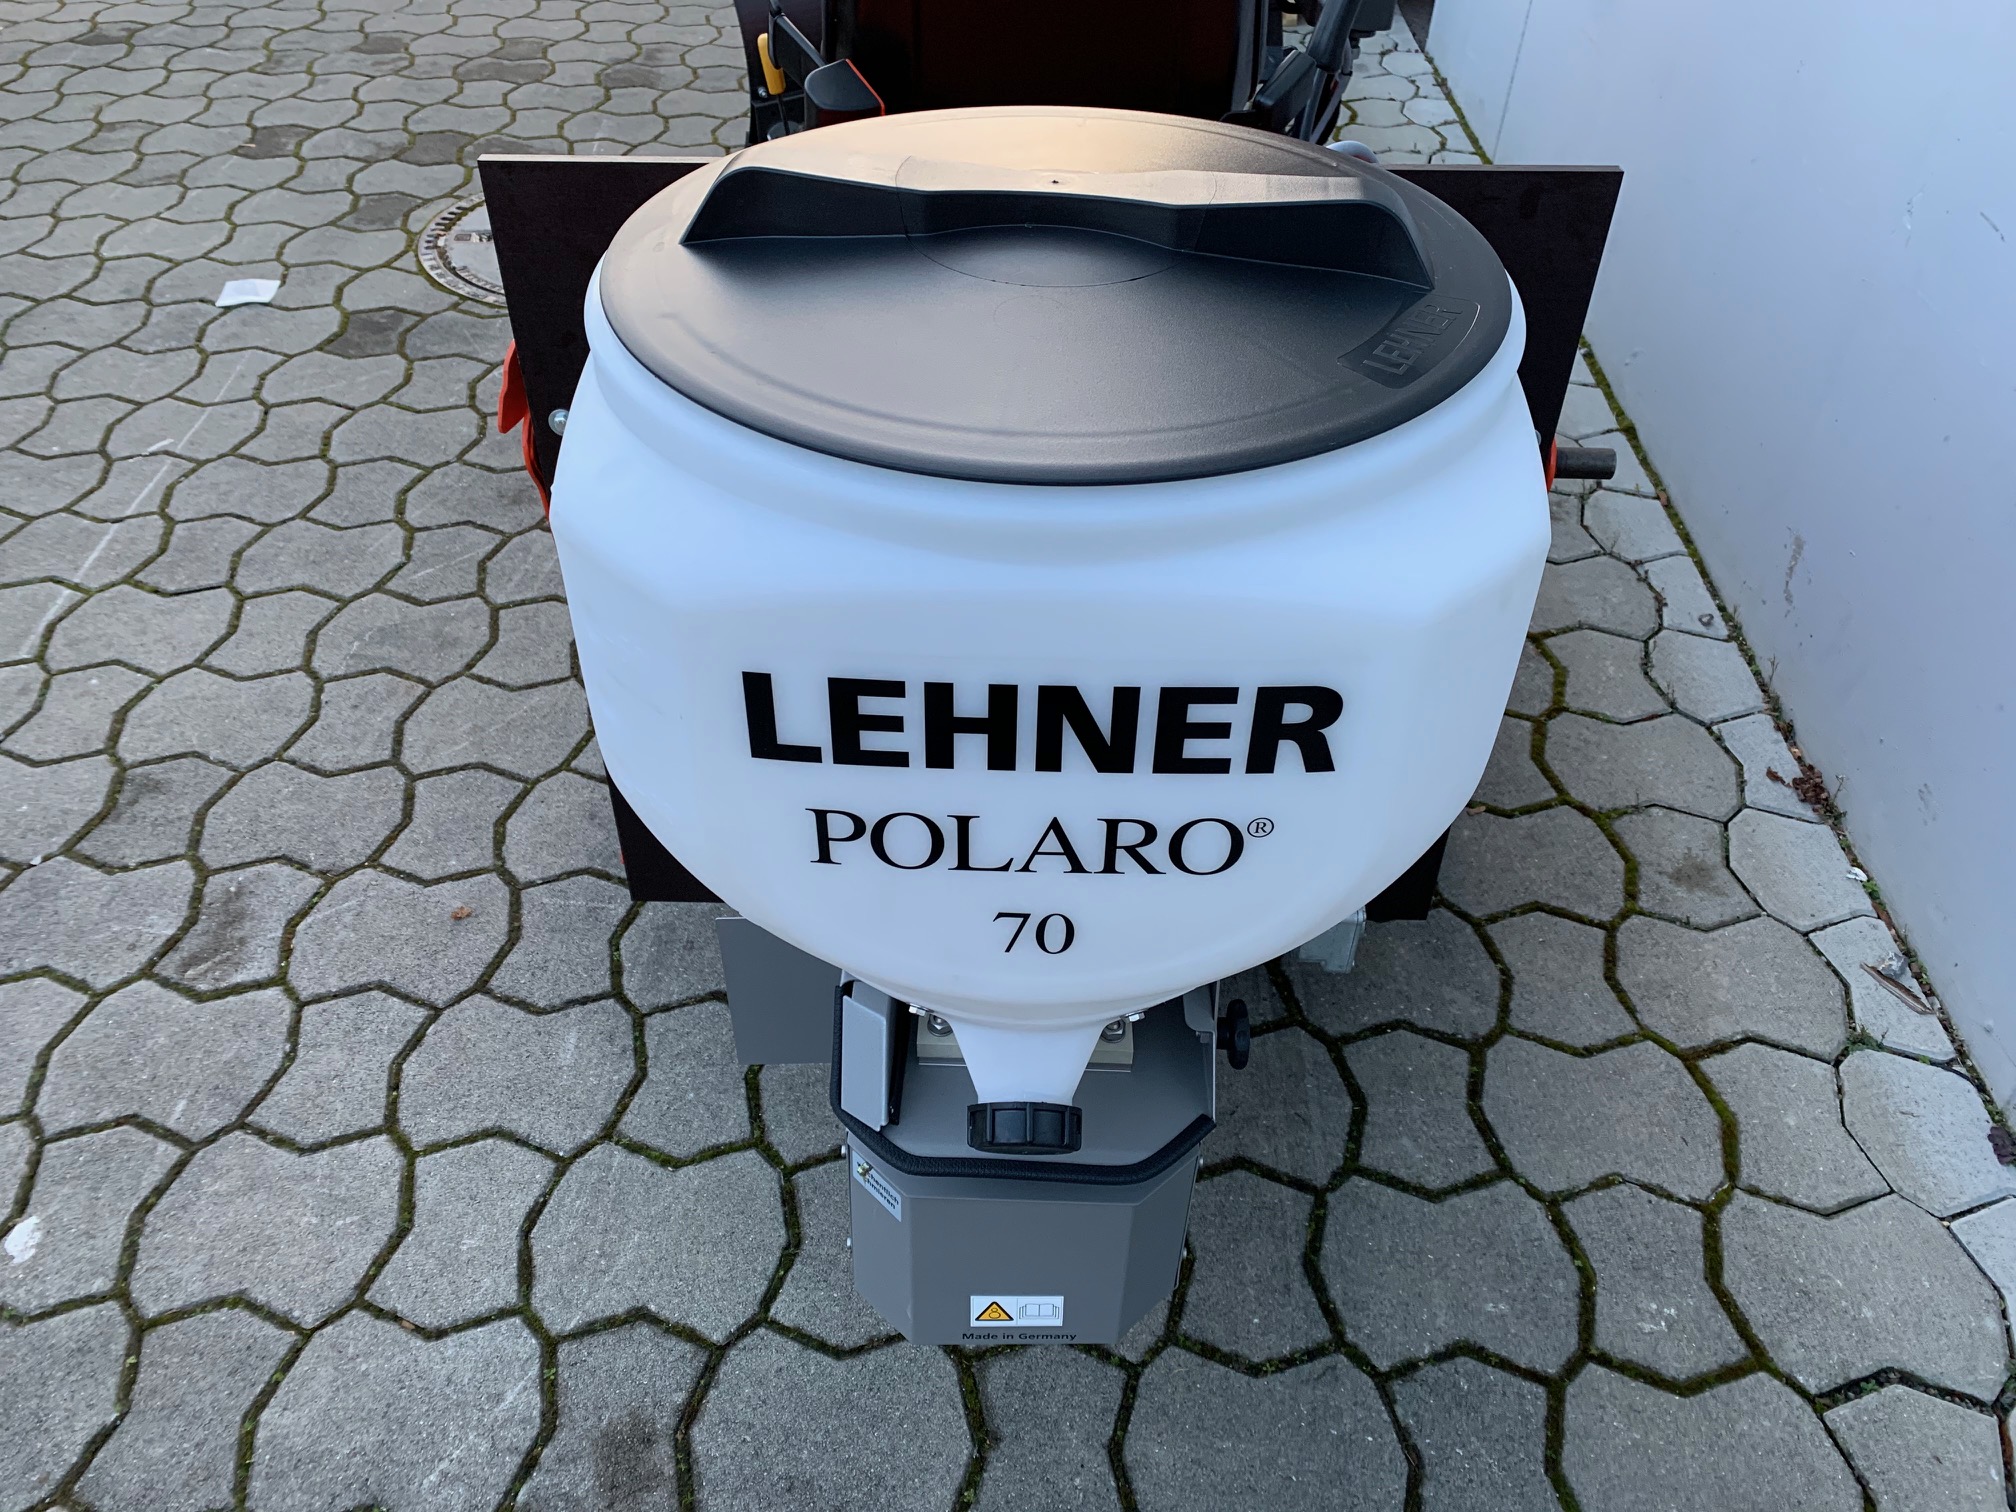 LEHNER
LEHNER
POLARO®
70
Made in Germany